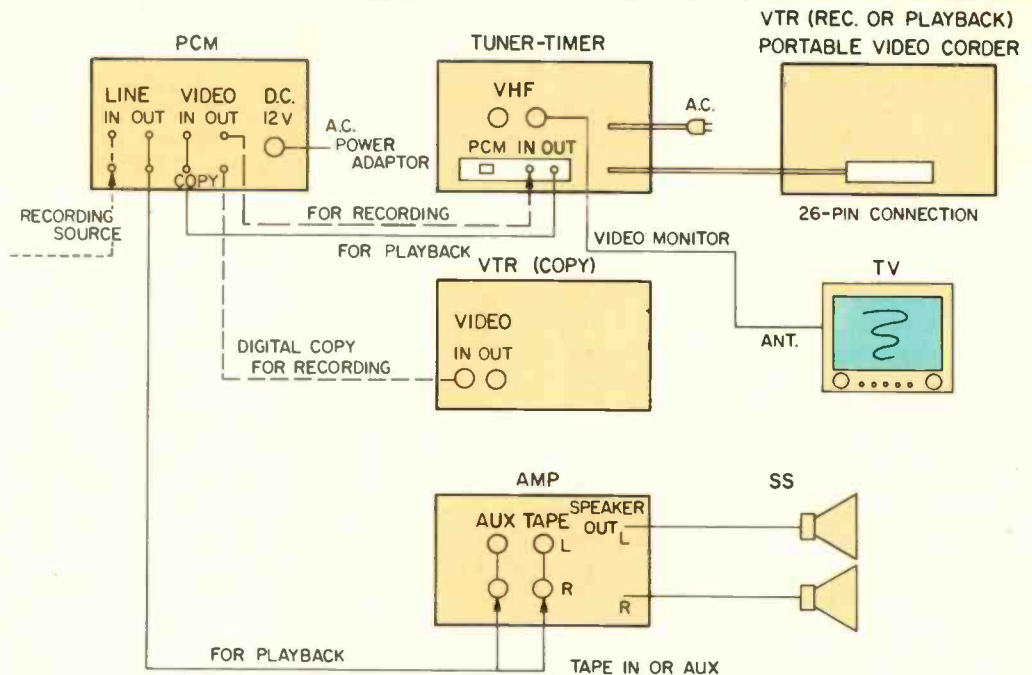 PCM
LINE
IN OUT
VIDEO
IN OUT
D.C.
12V
COPY
A.C.
POWER
ADAPTOR
RECORDING
SOURCE
TUNER-TIMER
VHF
PCM IN OUT
A.C.
VTR (REC. OR PLAYBACK)
PORTABLE VIDEO CORDER
26-PIN CONNECTION
FOR RECORDING
FOR PLAYBACK
VIDEO MONITOR
TV
ANT.
VTR (COPY)
VIDEO
IN OUT
DIGITAL COPY
FOR RECORDING
AMP
AUX TAPE
L
R
SPEAKER
OUT
L
R
SS
FOR PLAYBACK
TAPE IN OR AUX